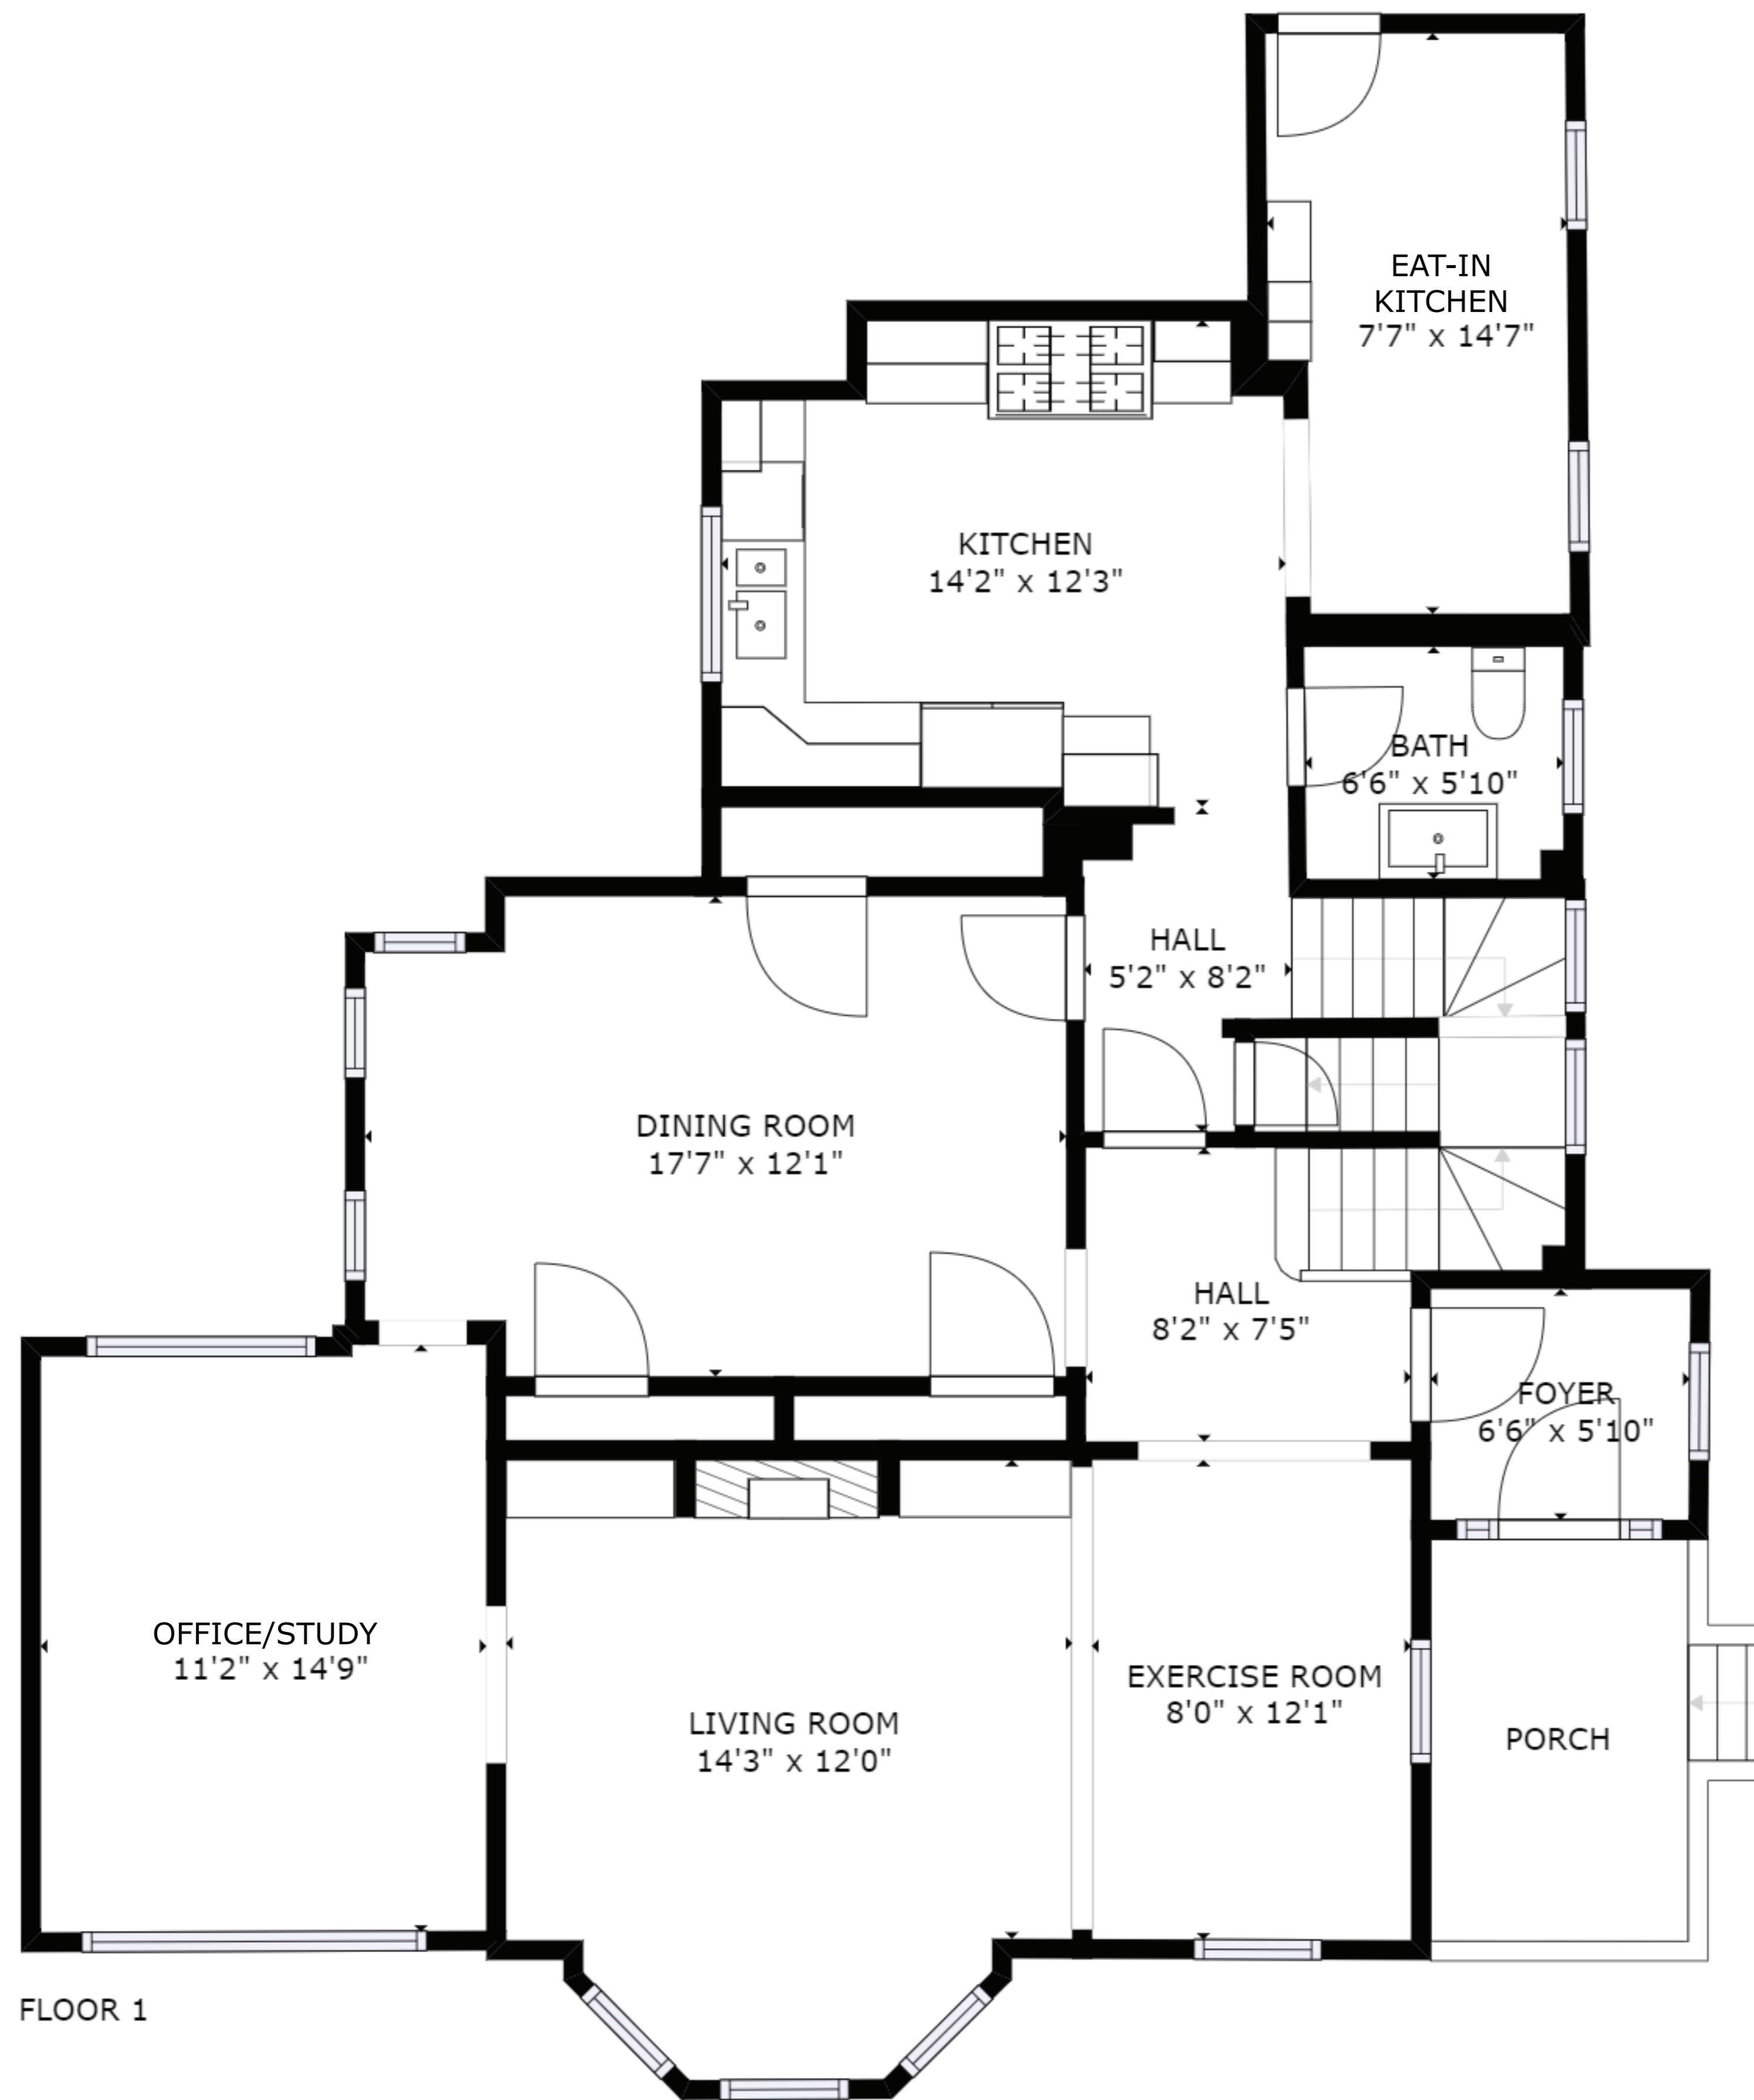 EAT-IN
KITCHEN
7'7" x 14'7"
KITCHEN
14'2" x 12'3"
BATH
6'6" x 5'10"
HALL
5'2" x 8'2"
DINING ROOM
17'7" x 12'1"
HALL
8'2" x 7'5"
FOYER
6'6" x 5'10"
OFFICE/STUDY
11'2" x 14'9"
LIVING ROOM
14'3" x 12'0"
EXERCISE ROOM
8'0" x 12'1"
PORCH
FLOOR 1